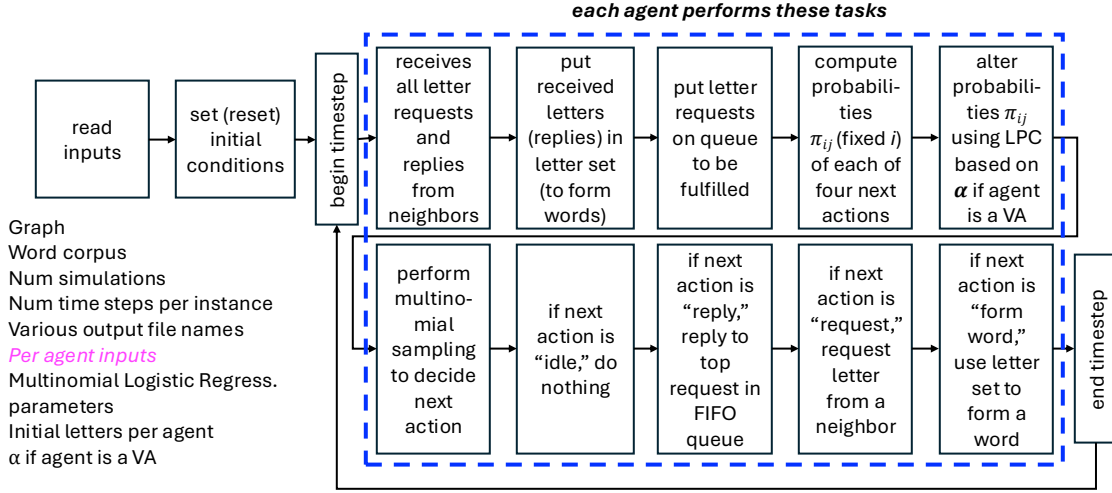 each agent performs these tasks
read
inputs
set (reset)
initial
conditions
begin timestep
receives
all letter
requests
and
replies
from
neighbors
put
received
letters
(replies) in
letter set
(to form
words)
put letter
requests
on queue
to be
fulfilled
compute
probabili-
ties
πij (fixed i)
of each of
four next
actions
alter
probabili-
ties πij
using LPC
based on
α if agent
is a VA
perform
multino-
mial
sampling
to decide
next
action
if next
action is
“idle,” do
nothing
if next
action is
“reply,”
reply to
top
request in
FIFO
queue
if next
action is
“request,”
request
letter
from a
neighbor
if next
action is
“form
word,”
use letter
set to
form a
word
end timestep
Graph
Word corpus
Num simulations
Num time steps per instance
Various output file names
Per agent inputs
Multinomial Logistic Regress.
parameters
Initial letters per agent
α if agent is a VA